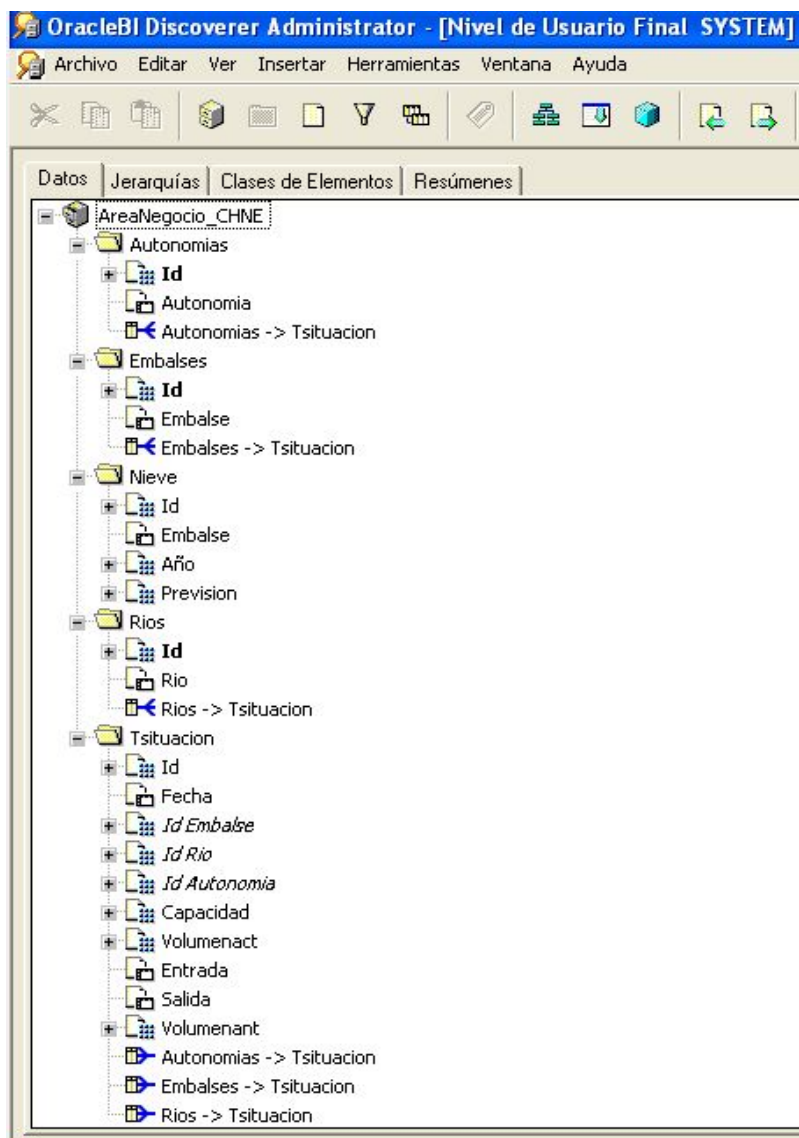 OracleBI Discoverer Administrator - [Nivel de Usuario Final SYSTEM]
Archivo Editar Ver Insertar Herramientas Ventana Ayuda
Datos Jerarquías Clases de Elementos Resúmenes
AreaNegocio_CHNE
Autonomias
Id
Autonomia
Autonomias -> Tsituacion
Embalses
Id
Embalse
Embalses -> Tsituacion
Nieve
Id
Embalse
Año
Prevision
Rios
Id
Rio
Rios -> Tsituacion
Tsituacion
Id
Fecha
Id Embalse
Id Rio
Id Autonomia
Capacidad
Volumenact
Entrada
Salida
Volumenant
Autonomias -> Tsituacion
Embalses -> Tsituacion
Rios -> Tsituacion